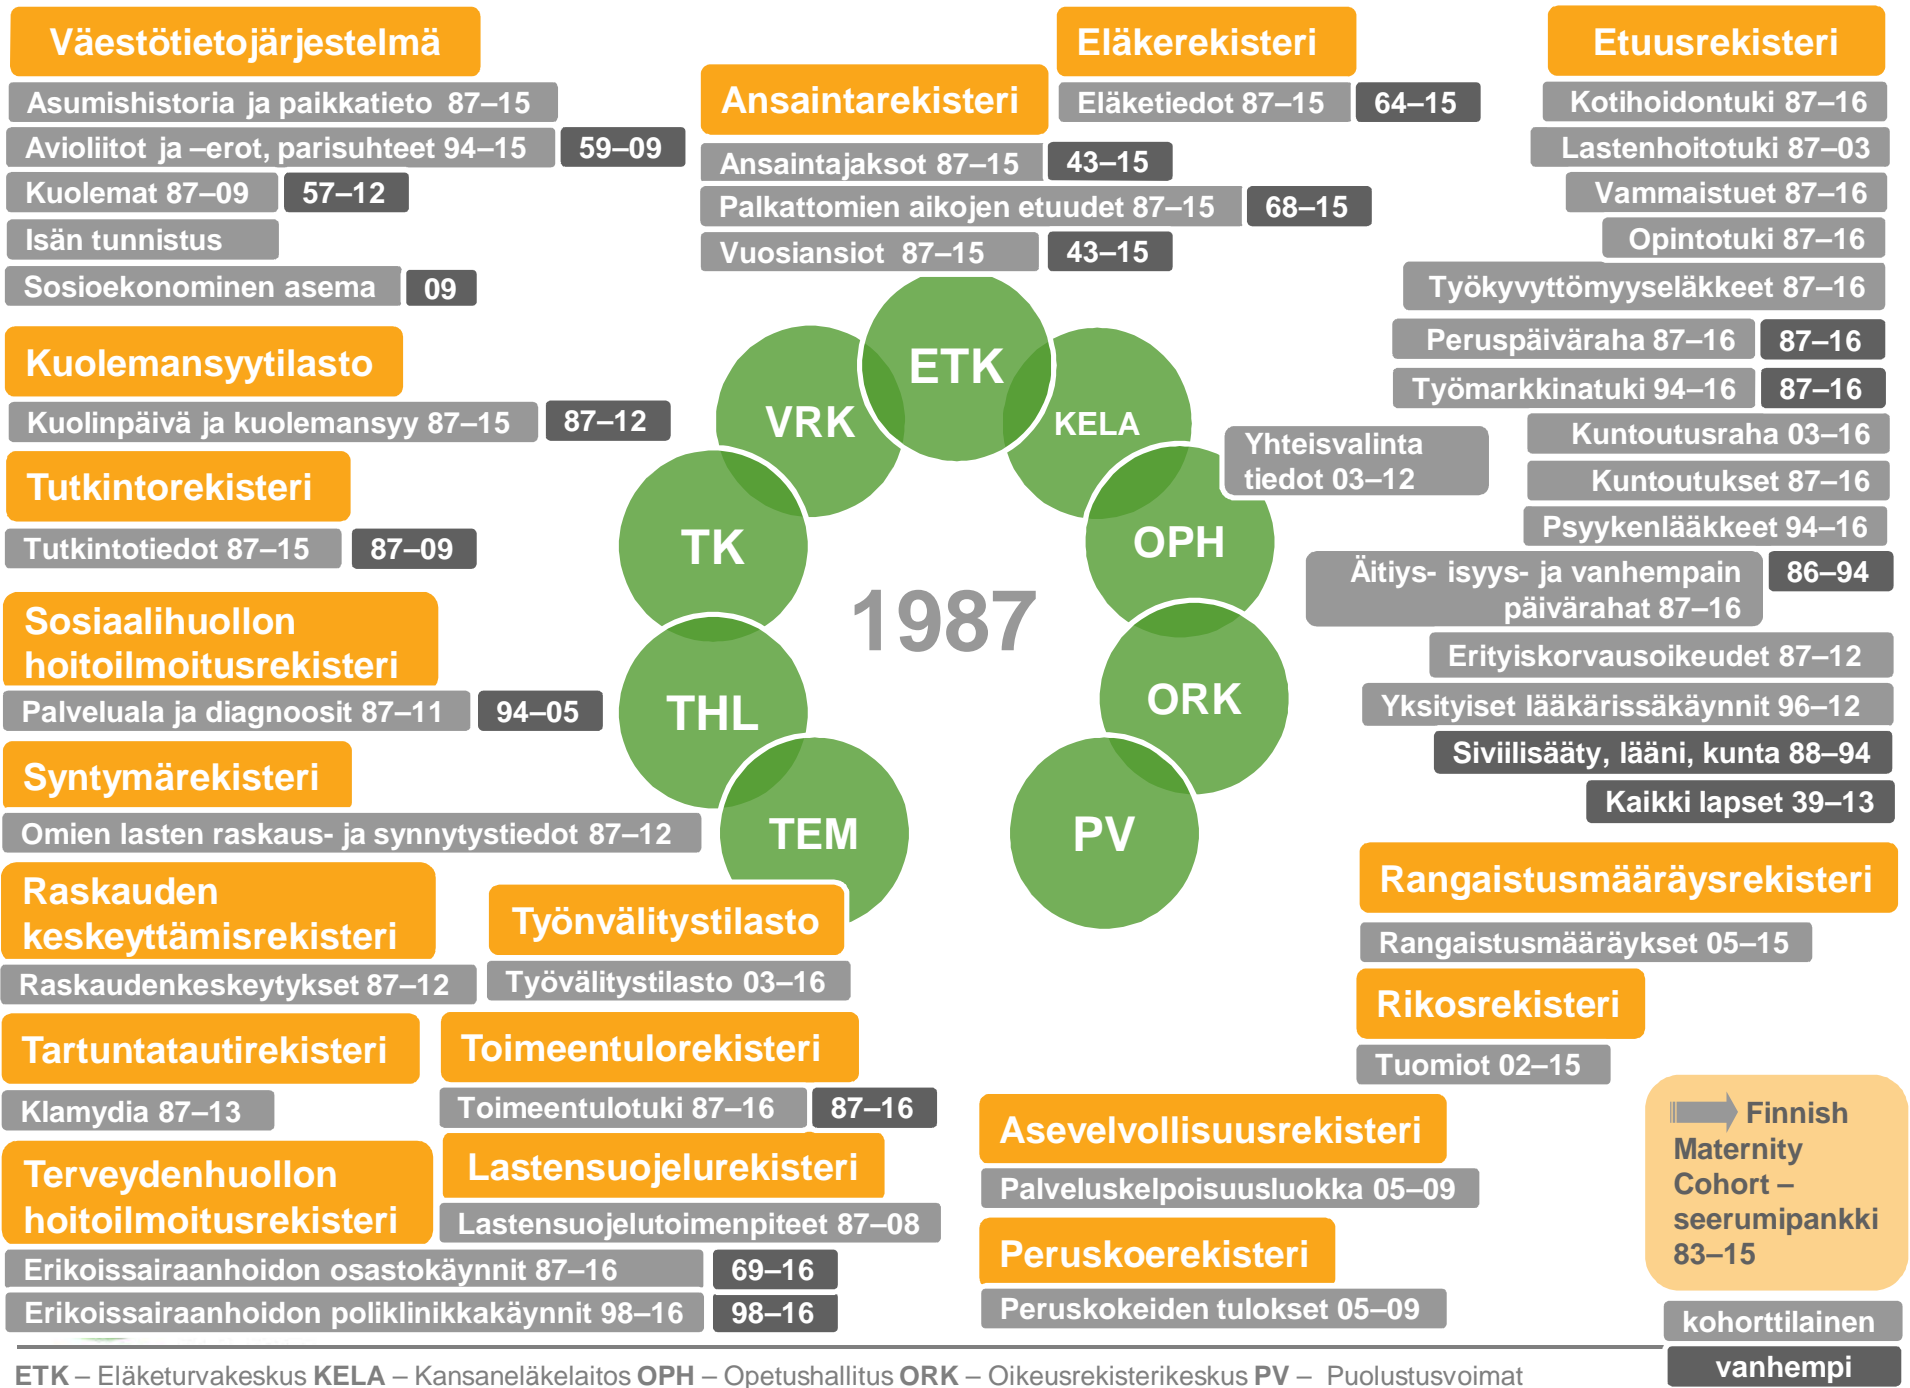 Väestötietojärjestelmä
Asumishistoria ja paikkatieto 87–15
Avioliitot ja –erot, parisuhteet 94–15 59–09
Kuolemat 87–09 57–12
Isän tunnistus
Sosioekonominen asema 09
Kuolemansyytilasto
Kuolinpäivä ja kuolemansyy 87–15 87–12
Tutkintorekisteri
Tutkintotiedot 87–15 87–09
Sosiaalihuollon
hoitoilmoitusrekisteri
Palveluala ja diagnoosit 87–11 94–05
Syntymärekisteri
Omien lasten raskaus- ja synnytystiedot 87–12
Raskauden
keskeyttämisrekisteri
Raskaudenkeskeytykset 87–12
Tartuntatautirekisteri
Klamydia 87–13
Terveydenhuollon
hoitoilmoitusrekisteri
Erikoissairaanhoidon osastokäynnit 87–16 69–16
Erikoissairaanhoidon poliklinikkakäynnit 98–16 98–16
Työnvälitystilasto
Työvälitystilasto 03–16
Toimeentulorekisteri
Toimeentulotuki 87–16 87–16
Lastensuojelurekisteri
Lastensuojelutoimenpiteet 87–08
Ansaintarekisteri
Ansaintajaksot 87–15 43–15
Palkattomien aikojen etuudet 87–15 68–15
Vuosiansiot 87–15 43–15
Eläkerekisteri
Eläketiedot 87–15 64–15
ETK
VRK
KELA
TK
OPH
1987
THL
ORK
TEM
PV
Yhteisvalinta
tiedot 03–12
Etuusrekisteri
Kotihoidontuki 87–16
Lastenhoitotuki 87–03
Vammaistuet 87–16
Opintotuki 87–16
Työkyvyttömyyseläkkeet 87–16
Peruspäiväraha 87–16 87–16
Työmarkkinatuki 94–16 87–16
Kuntoutusraha 03–16
Kuntoutukset 87–16
Psyykenlääkkeet 94–16
Äitiys- isyys- ja vanhempain 86–94
päivärahat 87–16
Erityiskorvausoikeudet 87–12
Yksityiset lääkärissäkäynnit 96–12
Siviilisääty, lääni, kunta 88–94
Kaikki lapset 39–13
Rangaistusmääräysrekisteri
Rangaistusmääräykset 05–15
Rikosrekisteri
Tuomiot 02–15
Asevelvollisuusrekisteri
Palveluskelpoisuusluokka 05–09
Peruskoerekisteri
Peruskokeiden tulokset 05–09
Finnish
Maternity
Cohort –
seerumipankki
83–15
kohorttilainen
vanhempi
ETK – Eläketurvakeskus KELA – Kansaneläkelaitos OPH – Opetushallitus ORK – Oikeusrekisterikeskus PV – Puolustusvoimat